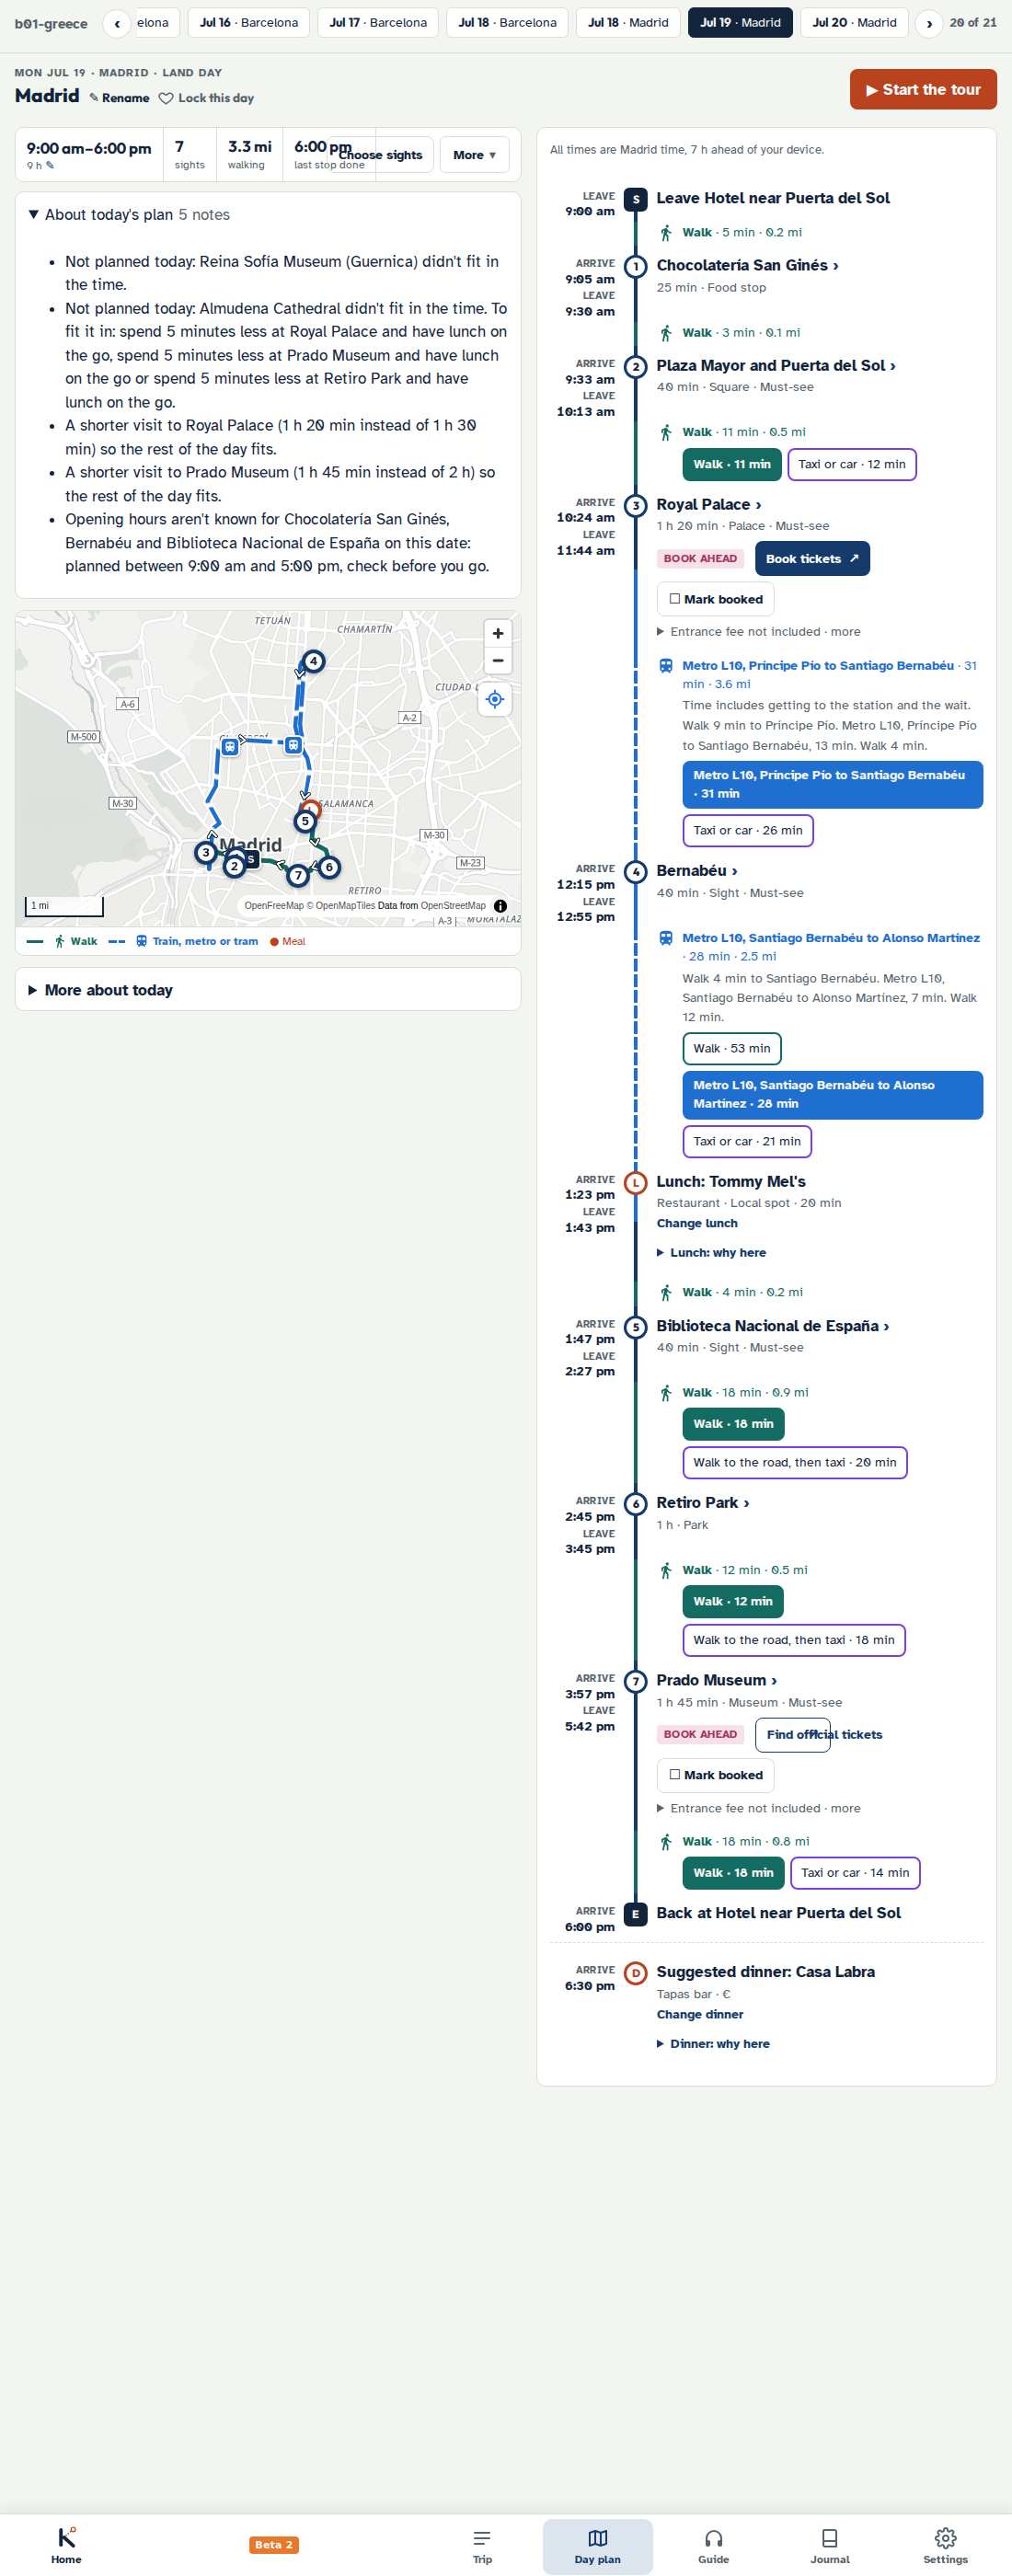 b01-greece
‹
elona
Jul 16 · Barcelona
Jul 17 · Barcelona
Jul 18 · Barcelona
Jul 18 · Madrid
Jul 19 · Madrid
Jul 20 · Madrid
›
20 of 21
MON JUL 19 · MADRID · LAND DAY
Madrid ✎ Rename Lock this day
▶ Start the tour
9:00 am–6:00 pm
9 h ✎
7
sights
3.3 mi
walking
6:00 pm
last stop done
Choose sights
More ▾
▼ About today's plan 5 notes
• Not planned today: Reina Sofía Museum (Guernica) didn't fit in
the time.
• Not planned today: Almudena Cathedral didn't fit in the time. To
fit it in: spend 5 minutes less at Royal Palace and have lunch on
the go, spend 5 minutes less at Prado Museum and have lunch
on the go or spend 5 minutes less at Retiro Park and have
lunch on the go.
• A shorter visit to Royal Palace (1 h 20 min instead of 1 h 30
min) so the rest of the day fits.
• A shorter visit to Prado Museum (1 h 45 min instead of 2 h) so
the rest of the day fits.
• Opening hours aren't known for Chocolatería San Ginés,
Bernabéu and Biblioteca Nacional de España on this date:
planned between 9:00 am and 5:00 pm, check before you go.
TETUÁN
CHAMARTÍN
4
+
−
CIUDAD
A-6
A-2
M-500
M-30
SALAMANCA
5
M-30
Madrid
3
2
S
7
6
M-23
RETIRO
1 mi
OpenFreeMap © OpenMapTiles Data from OpenStreetMap
A-3
MORATALAZ
Walk
Train, metro or tram
Meal
▶ More about today
All times are Madrid time, 7 h ahead of your device.
LEAVE
9:00 am
S
Leave Hotel near Puerta del Sol
Walk · 5 min · 0.2 mi
ARRIVE
9:05 am
LEAVE
9:30 am
1
Chocolatería San Ginés ›
25 min · Food stop
Walk · 3 min · 0.1 mi
ARRIVE
9:33 am
LEAVE
10:13 am
2
Plaza Mayor and Puerta del Sol ›
40 min · Square · Must-see
Walk · 11 min · 0.5 mi
Walk · 11 min
Taxi or car · 12 min
ARRIVE
10:24 am
LEAVE
11:44 am
3
Royal Palace ›
1 h 20 min · Palace · Must-see
BOOK AHEAD
Book tickets ↗
☐ Mark booked
▶ Entrance fee not included · more
Metro L10, Príncipe Pío to Santiago Bernabéu · 31
min · 3.6 mi
Time includes getting to the station and the wait.
Walk 9 min to Príncipe Pío. Metro L10, Príncipe Pío
to Santiago Bernabéu, 13 min. Walk 4 min.
Metro L10, Príncipe Pío to Santiago Bernabéu
· 31 min
Taxi or car · 26 min
ARRIVE
12:15 pm
LEAVE
12:55 pm
4
Bernabéu ›
40 min · Sight · Must-see
Metro L10, Santiago Bernabéu to Alonso Martínez
· 28 min · 2.5 mi
Walk 4 min to Santiago Bernabéu. Metro L10,
Santiago Bernabéu to Alonso Martínez, 7 min. Walk
12 min.
Walk · 53 min
Metro L10, Santiago Bernabéu to Alonso
Martínez · 28 min
Taxi or car · 21 min
ARRIVE
1:23 pm
LEAVE
1:43 pm
L
Lunch: Tommy Mel's
Restaurant · Local spot · 20 min
Change lunch
▶ Lunch: why here
Walk · 4 min · 0.2 mi
ARRIVE
1:47 pm
LEAVE
2:27 pm
5
Biblioteca Nacional de España ›
40 min · Sight · Must-see
Walk · 18 min · 0.9 mi
Walk · 18 min
Walk to the road, then taxi · 20 min
ARRIVE
2:45 pm
LEAVE
3:45 pm
6
Retiro Park ›
1 h · Park
Walk · 12 min · 0.5 mi
Walk · 12 min
Walk to the road, then taxi · 18 min
ARRIVE
3:57 pm
LEAVE
5:42 pm
7
Prado Museum ›
1 h 45 min · Museum · Must-see
BOOK AHEAD
Find official tickets
☐ Mark booked
▶ Entrance fee not included · more
Walk · 18 min · 0.8 mi
Walk · 18 min
Taxi or car · 14 min
ARRIVE
6:00 pm
E
Back at Hotel near Puerta del Sol
ARRIVE
6:30 pm
D
Suggested dinner: Casa Labra
Tapas bar · €
Change dinner
▶ Dinner: why here
Home
Beta 2
Trip
Day plan
Guide
Journal
Settings